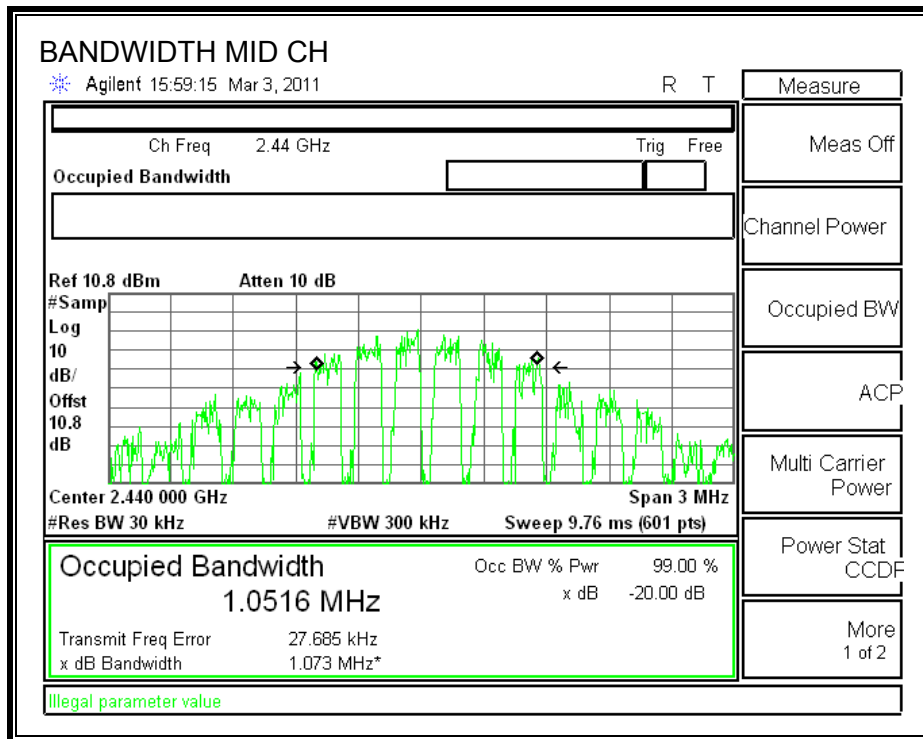 BANDWIDTH MID CH
Agilent 15:59:15 Mar 3, 2011 R T
Measure
Ch Freq 2.44 GHz Trig Free
Meas Off
Occupied Bandwidth
Channel Power
Ref 10.8 dBm Atten 10 dB
#Samp
Log
10
dB/
Offst
10.8
dB
Occupied BW
ACP
Multi Carrier
Power
Center 2.440 000 GHz Span 3 MHz
#Res BW 30 kHz #VBW 300 kHz Sweep 9.76 ms (601 pts)
Power Stat
CCDF
Occupied Bandwidth Occ BW % Pwr 99.00 %
1.0516 MHz x dB -20.00 dB
Transmit Freq Error 27.685 kHz
x dB Bandwidth 1.073 MHz*
More
1 of 2
Illegal parameter value